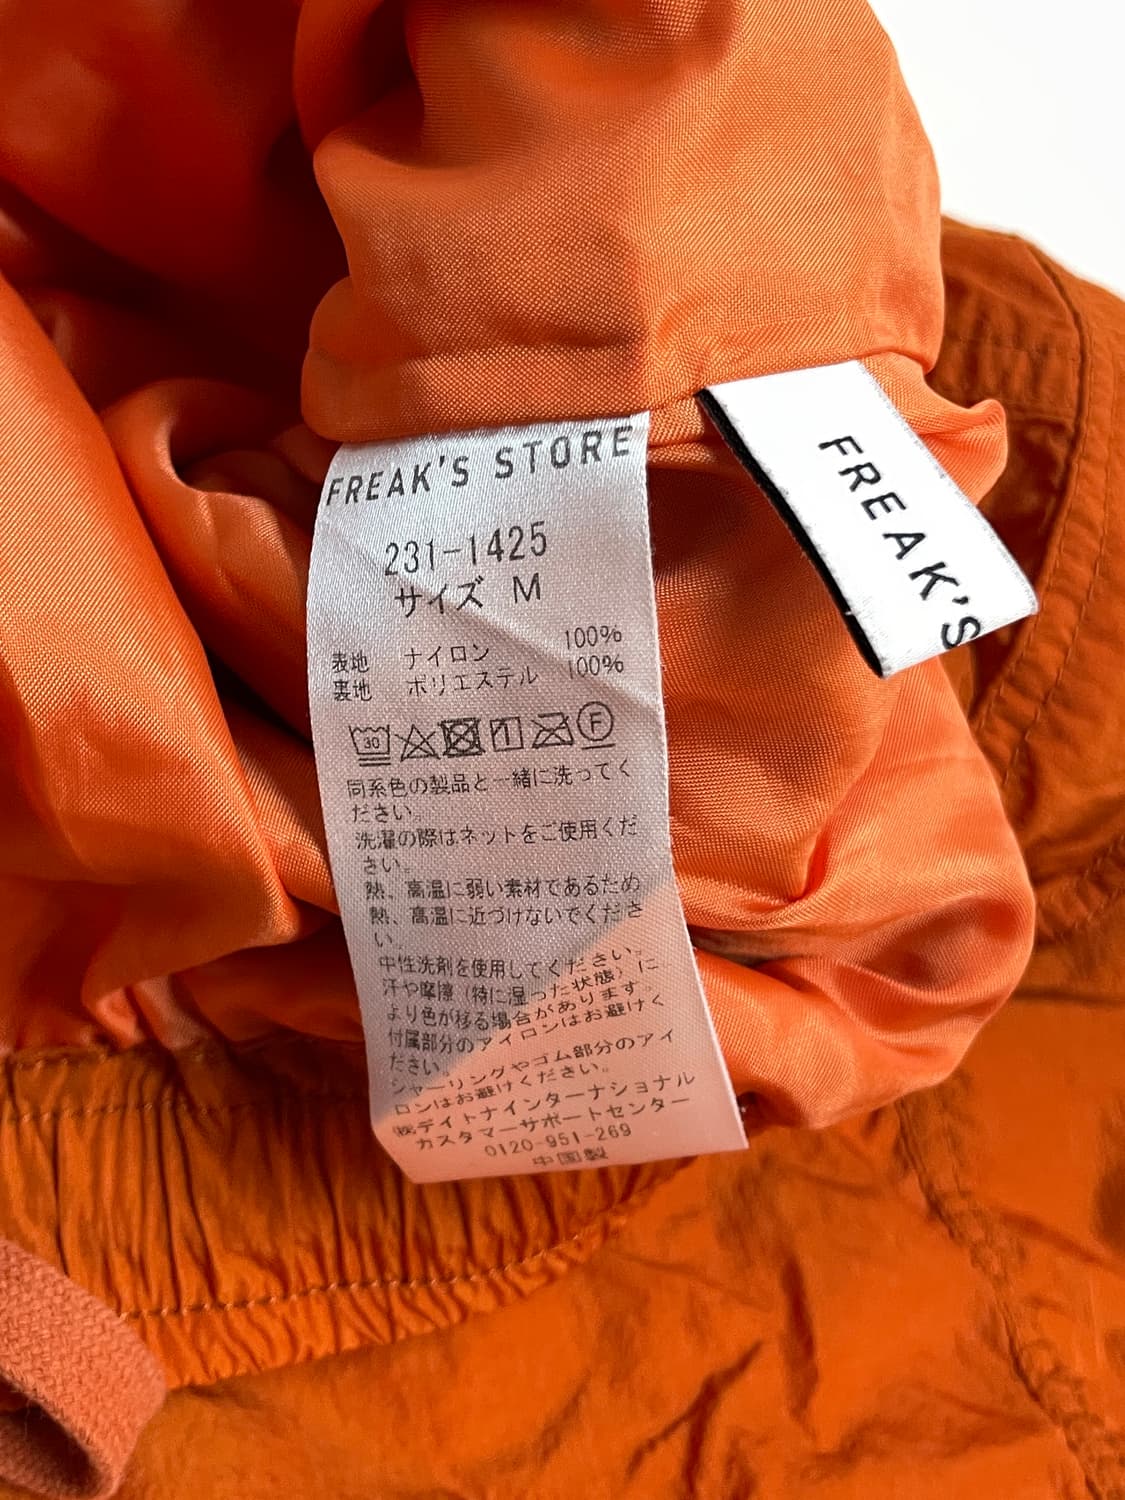 FREAK'S STORE
231-1425
サイズ M
表地 ナイロン 100%
裏地 ポリエステル 100%
30
F
同系色の製品と一緒に洗ってく
ださい。
洗濯の際はネットをご使用くだ
さい。
熱、高温に弱い素材であるため
熱、高温に近づけないでくださ
い。
中性洗剤を使用してください。
汗や摩擦（特に湿った状態）に
より色が移る場合があります。
付属部分のアイロンはお避けく
ださい。
シャーリングやゴム部分のアイ
ロンはお避けください。
㈱デイトナインターナショナル
カスタマーサポートセンター
0120-951-269
中国製
FREAK'S